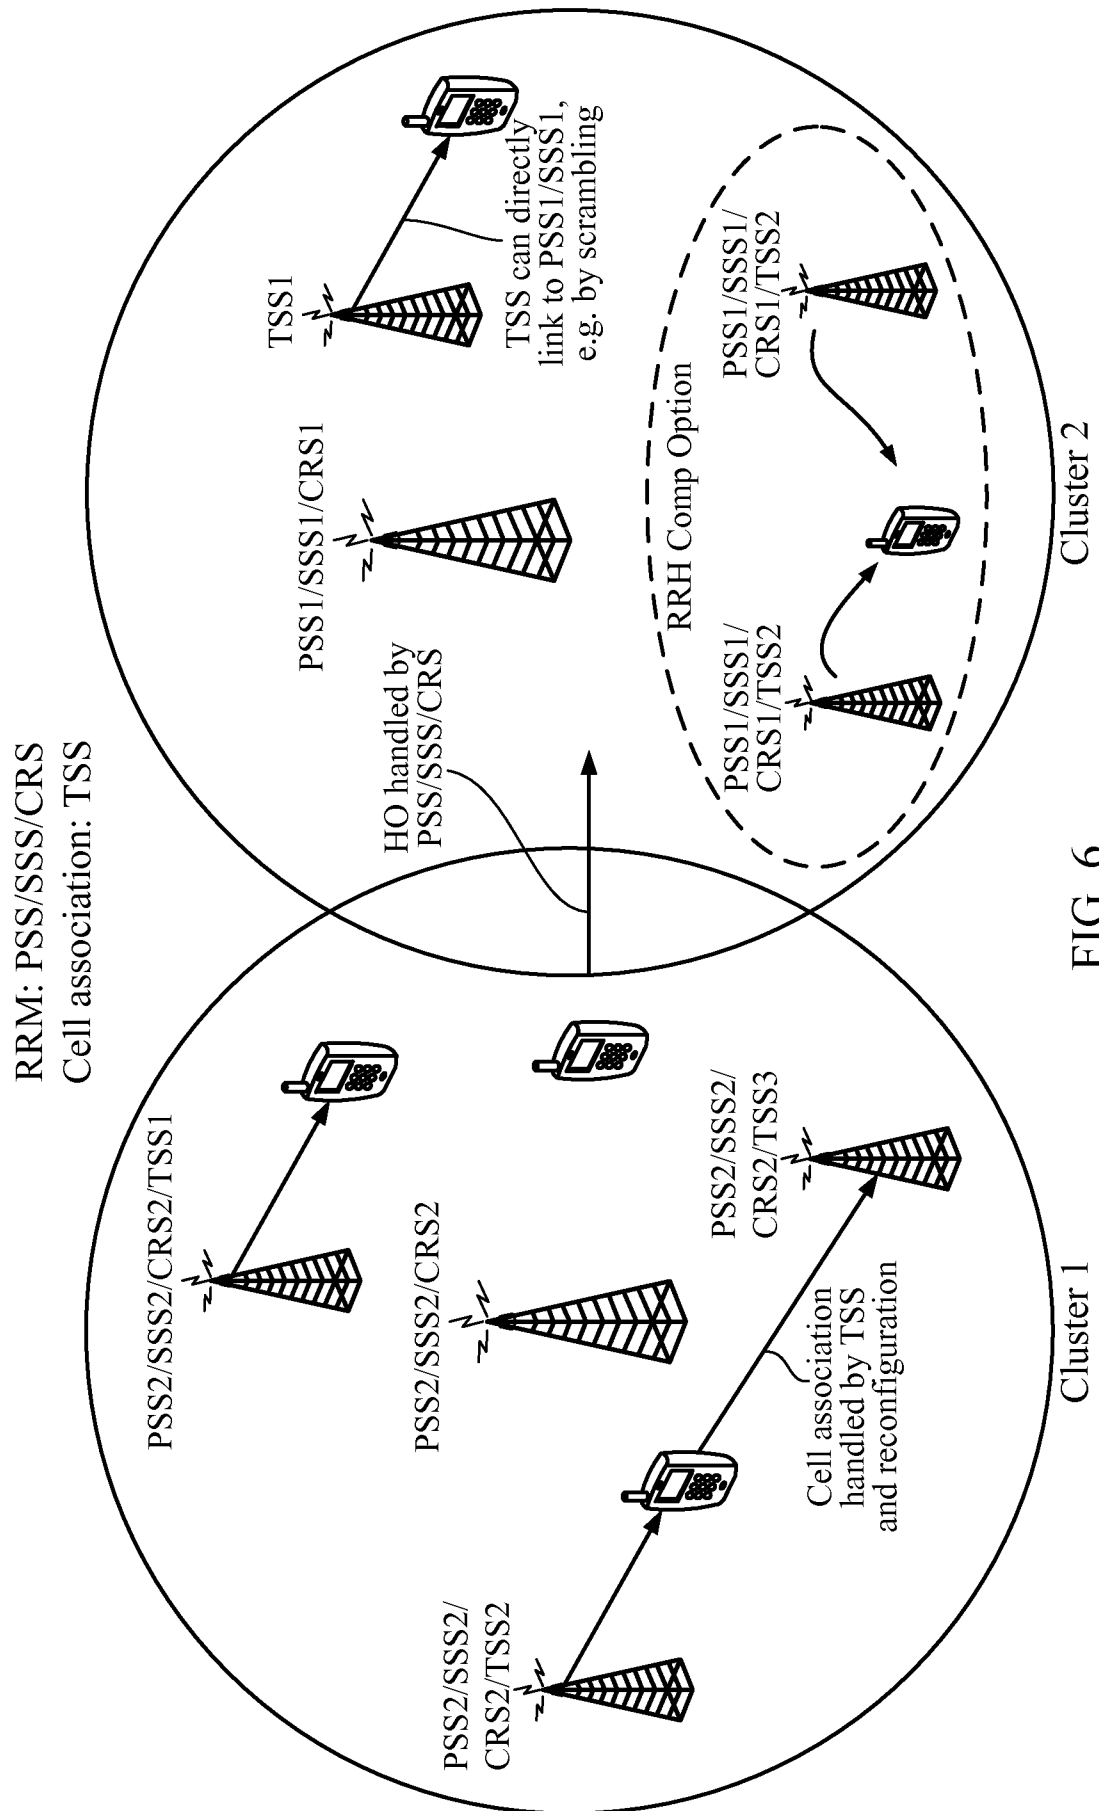 RRM: PSS/SSS/CRS
Cell association: TSS
PSS2/SSS2/CRS2/TSS1
PSS2/SSS2/CRS2
PSS2/SSS2/
CRS2/TSS2
PSS2/SSS2/
CRS2/TSS3
Cell association
handled by TSS
and reconfiguration
Cluster 1
HO handled by
PSS/SSS/CRS
PSS1/SSS1/CRS1
TSS1
TSS can directly
link to PSS1/SSS1,
e.g. by scrambling
RRH Comp Option
PSS1/SSS1/
CRS1/TSS2
PSS1/SSS1/
CRS1/TSS2
Cluster 2
FIG. 6